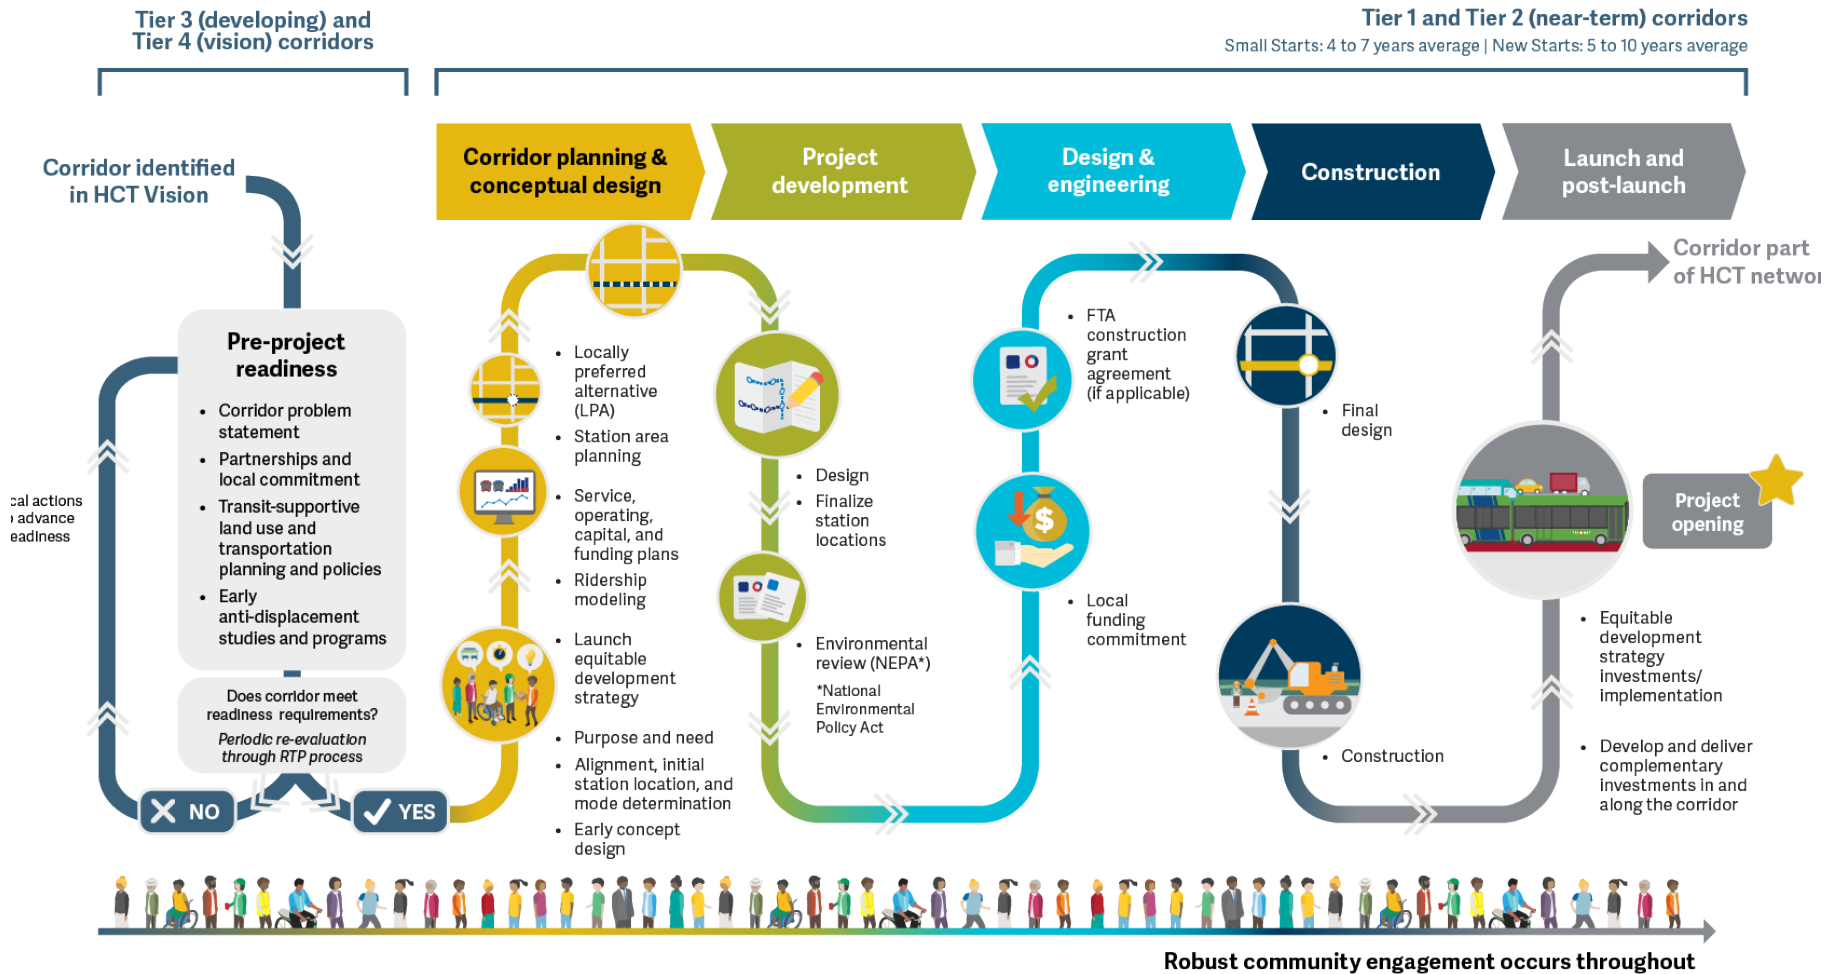 Tier 3 (developing) and
Tier 4 (vision) corridors
Tier 1 and Tier 2 (near-term) corridors
Small Starts: 4 to 7 years average | New Starts: 5 to 10 years average
Corridor identified
in HCT Vision
Pre-project
readiness
• Corridor problem
statement
• Partnerships and
local commitment
• Transit-supportive
land use and
transportation
planning and policies
• Early
anti-displacement
studies and programs
Does corridor meet
readiness requirements?
Periodic re-evaluation
through RTP process
cal actions
advance
eadiness
NO
YES
Corridor planning &
conceptual design
• Locally
preferred
alternative
(LPA)
• Station area
planning
• Service,
operating,
capital, and
funding plans
• Ridership
modeling
• Launch
equitable
development
strategy
• Purpose and need
• Alignment, initial
station location, and
mode determination
• Early concept
design
Project
development
• Design
• Finalize
station
locations
• Environmental
review (NEPA*)
*National
Environmental
Policy Act
Design &
engineering
• FTA
construction
grant
agreement
(if applicable)
$
• Local
funding
commitment
Construction
• Final
design
• Construction
Launch and
post-launch
Corridor part
of HCT networ
Project
opening
• Equitable
development
strategy
investments/
implementation
• Develop and deliver
complementary
investments in and
along the corridor
Robust community engagement occurs throughout